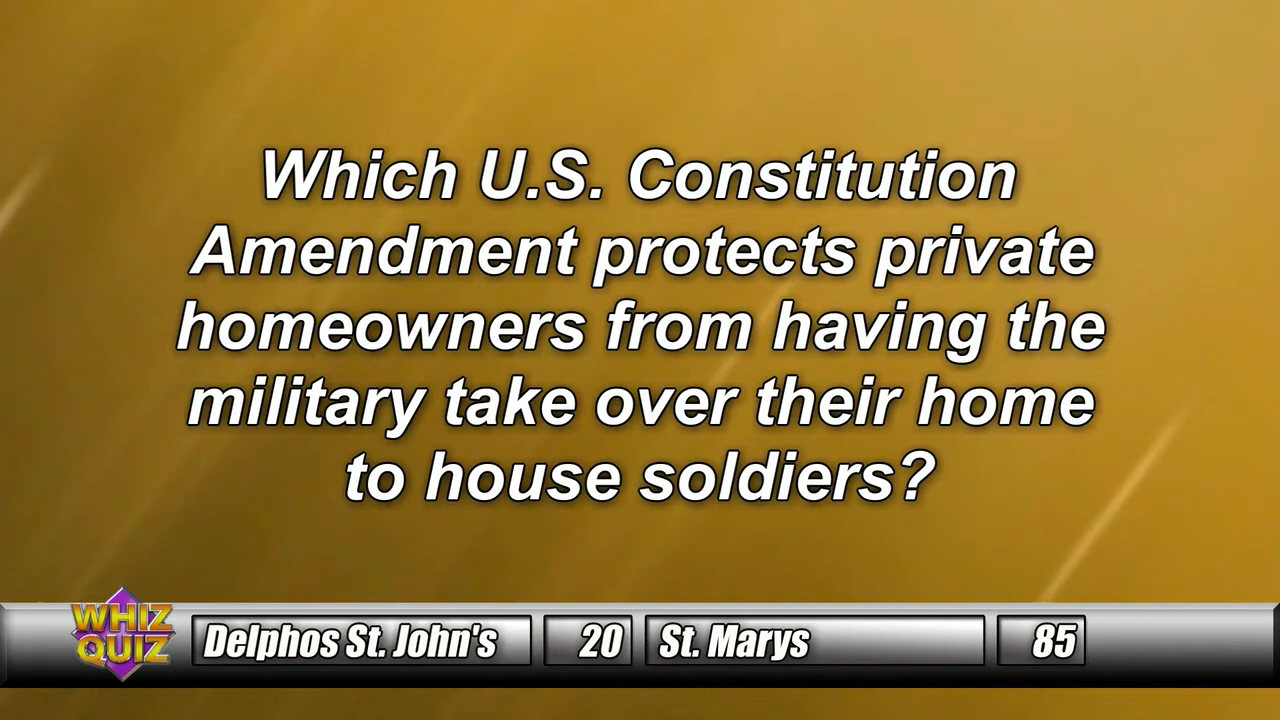 Which U.S. Constitution
Amendment protects private
homeowners from having the
military take over their home
to house soldiers?
WHIZ
QUIZ
Delphos St. John's 20 St. Marys 85